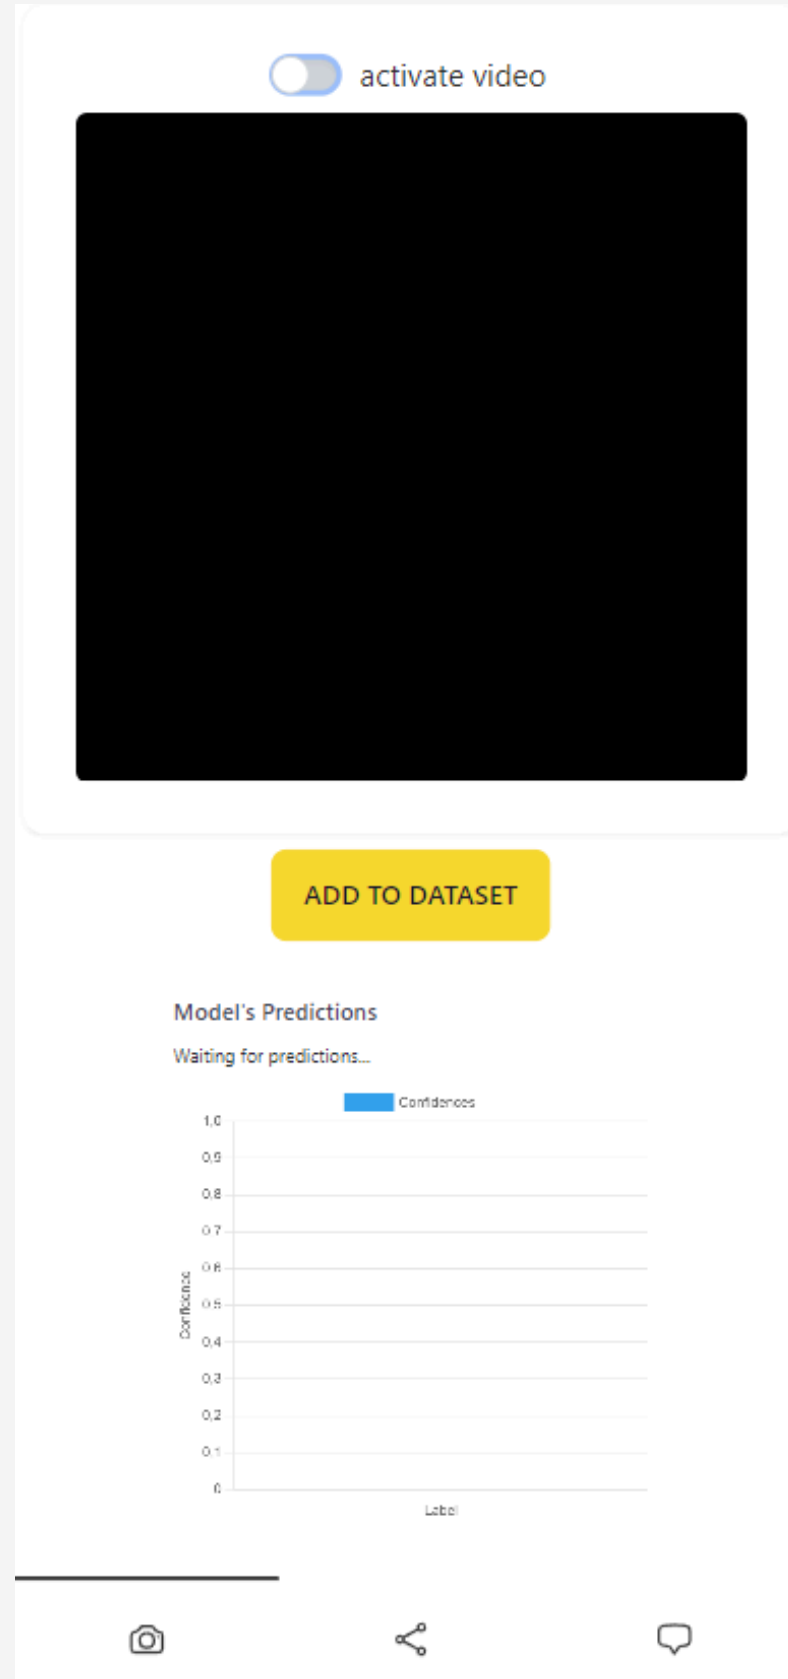 activate video
ADD TO DATASET
Model's Predictions
Waiting for predictions...
Confidences
1,0
0,9
0,8
0,7
0,6
0,5
0,4
0,3
0,2
0,1
0
Confidence
Label